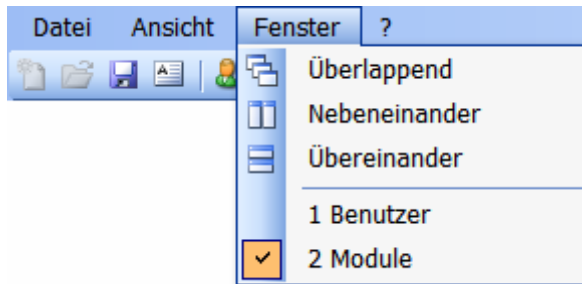 Datei Ansicht Fenster ?
Überlappend
Nebeneinander
Übereinander
1 Benutzer
2 Module